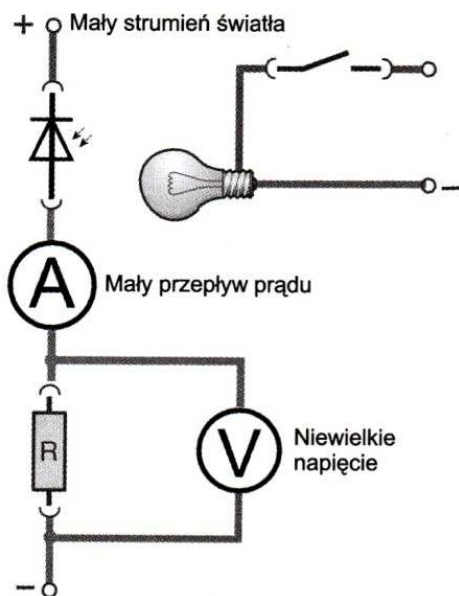 + Mały strumień światła
−
A Mały przepływ prądu
R
V
Niewielkie
napięcie
−